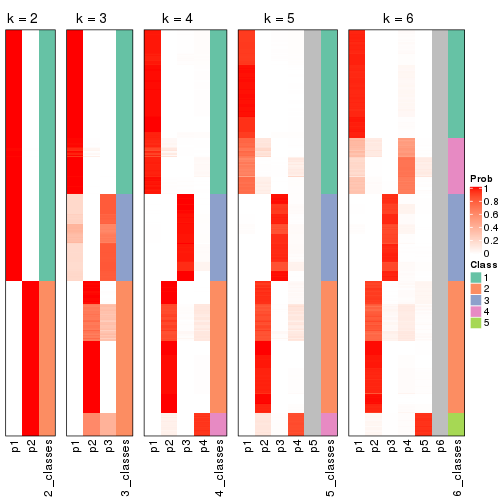 k = 2
k = 3
k = 4
k = 5
k = 6
p1
p2
2_classes
p1
p2
p3
3_classes
p1
p2
p3
p4
4_classes
p1
p2
p3
p4
p5
5_classes
p1
p2
p3
p4
p5
p6
6_classes
Prob
1
0.8
0.6
0.4
0.2
0
Class
1
2
3
4
5